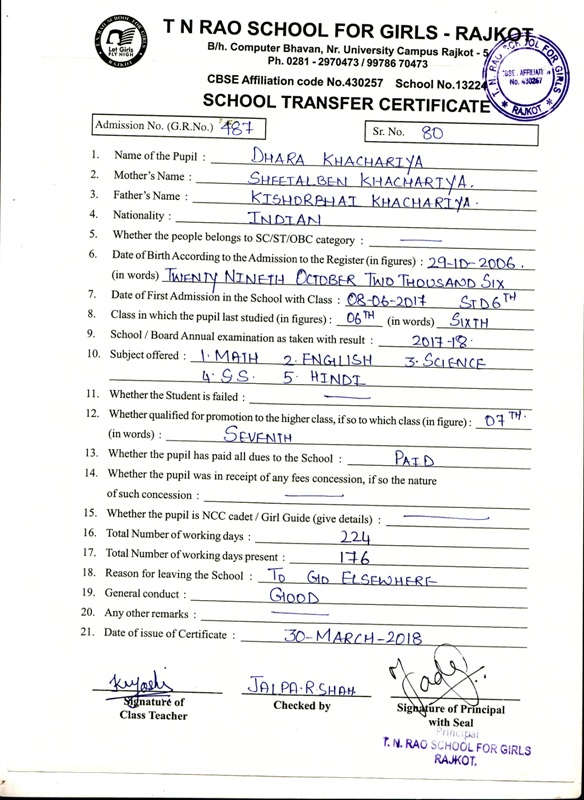 T N RAO SCHOOL FOR GIRLS - RAJKOT
B/h. Computer Bhavan, Nr. University Campus Rajkot - 5
Ph. 0281 - 2970473 / 99786 70473
CBSE Affiliation code No.430257 School No.13224
SCHOOL TRANSFER CERTIFICATE
Let Girls
FLY HIGH
T. N. RAO SCHOOL FOR GIRLS
RAJKOT
CBSE AFFILIATI
No. 430257
Admission No. (G.R.No.) 487
Sr. No. 80
1. Name of the Pupil : DHARA KHACHARIYA
2. Mother's Name : SHEETALBEN KHACHARIYA.
3. Father's Name : KISHORBHAI KHACHARIYA.
4. Nationality : INDIAN
5. Whether the people belongs to SC/ST/OBC category :
6. Date of Birth According to the Admission to the Register (in figures) : 29-10-2006.
(in words) TWENTY NINETH OCTOBER TWO THOUSAND SIX
7. Date of First Admission in the School with Class : 08-06-2017 STD 6TH
8. Class in which the pupil last studied (in figures) : 06TH (in words) SIXTH
9. School / Board Annual examination as taken with result : 2017-18.
10. Subject offered : 1. MATH 2. ENGLISH 3. SCIENCE
4. S.S. 5. HINDI
11. Whether the Student is failed :
12. Whether qualified for promotion to the higher class, if so to which class (in figure) : 07TH.
(in words) : SEVENTH
13. Whether the pupil has paid all dues to the School : PAID
14. Whether the pupil was in receipt of any fees concession, if so the nature
of such concession :
15. Whether the pupil is NCC cadet / Girl Guide (give details) :
16. Total Number of working days : 224
17. Total Number of working days present : 176
18. Reason for leaving the School : TO GO ELSEWHERE
19. General conduct : GOOD
20. Any other remarks :
21. Date of issue of Certificate : 30-MARCH-2018
JALPA.R.SHAH
Signature of
Class Teacher
Checked by
Signature of Principal
with Seal
Principal
T. N. RAO SCHOOL FOR GIRLS
RAJKOT.